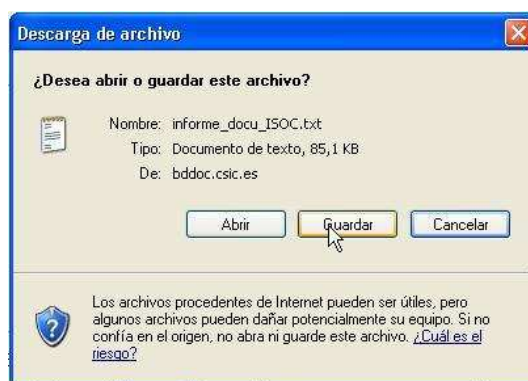 Descarga de archivo
¿Desea abrir o guardar este archivo?
Nombre: informe_docu_ISOC.txt
Tipo: Documento de texto, 85,1 KB
De: bddoc.csic.es
Abrir Guardar Cancelar
Los archivos procedentes de Internet pueden ser útiles, pero
algunos archivos pueden dañar potencialmente su equipo. Si no
confía en el origen, no abra ni guarde este archivo. ¿Cuál es el
riesgo?